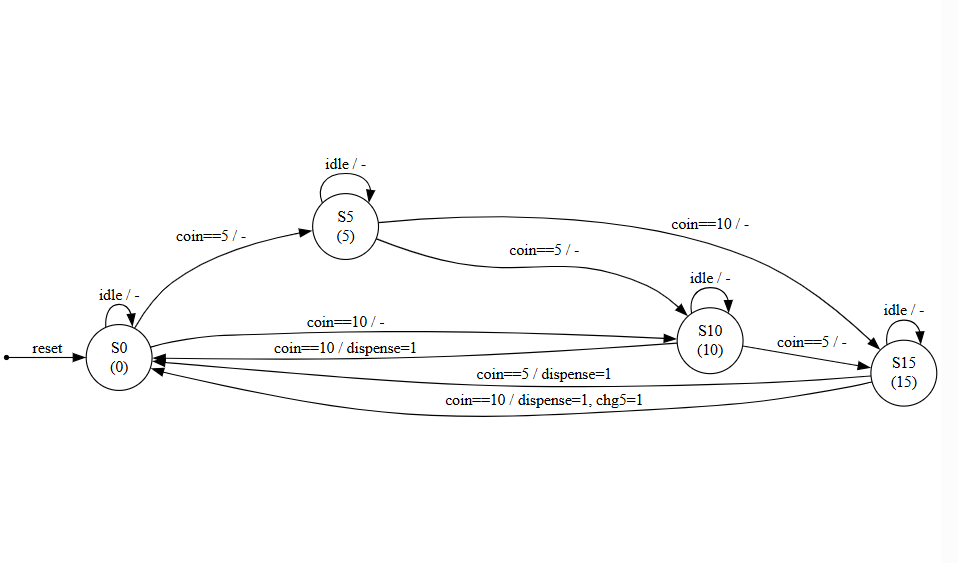 idle / -
S5
(5)
coin==10 / -
coin==5 / -
coin==5 / -
idle / -
idle / -
idle / -
coin==10 / -
S10
(10)
coin==5 / -
reset
S0
(0)
coin==10 / dispense=1
S15
(15)
coin==5 / dispense=1
coin==10 / dispense=1, chg5=1